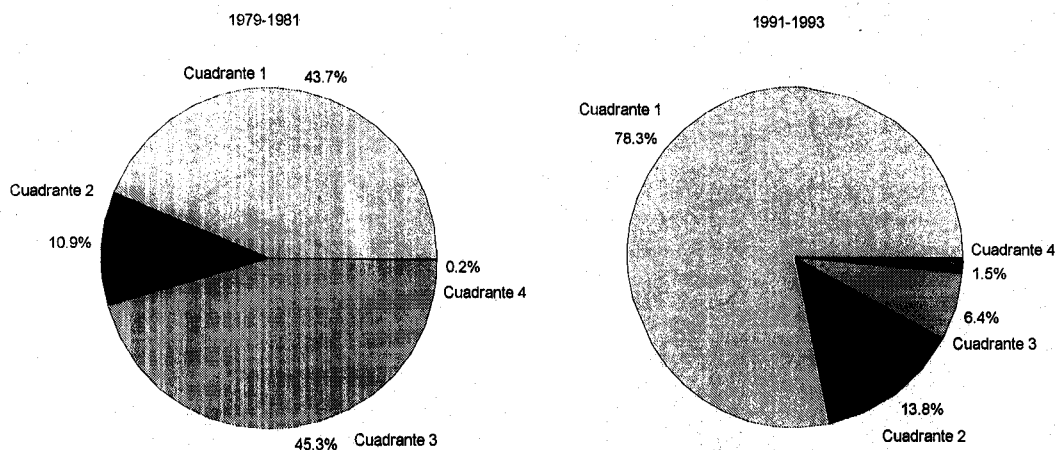 1979-1981
Cuadrante 1 43.7%
Cuadrante 2
10.9%
0.2%
Cuadrante 4
45.3% Cuadrante 3
1991-1993
Cuadrante 1
78.3%
Cuadrante 4
1.5%
6.4%
Cuadrante 3
13.8%
Cuadrante 2